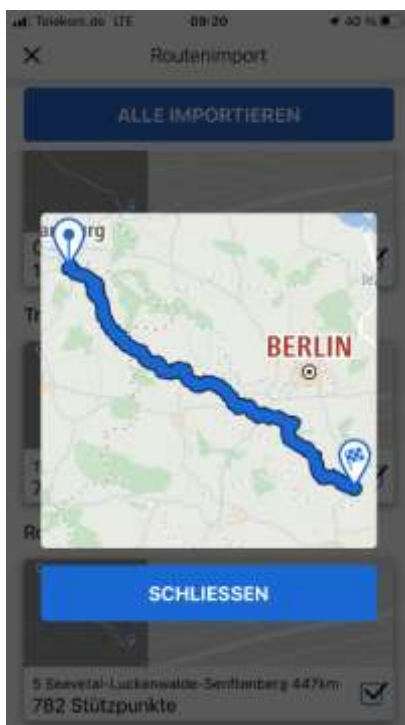 Telekom.de LTE 09:20 40 %
Routenimport
ALLE IMPORTIEREN
BERLIN
SCHLIESSEN
5 Seevetal-Luckenwalde-Senftenberg 447km
782 Stützpunkte